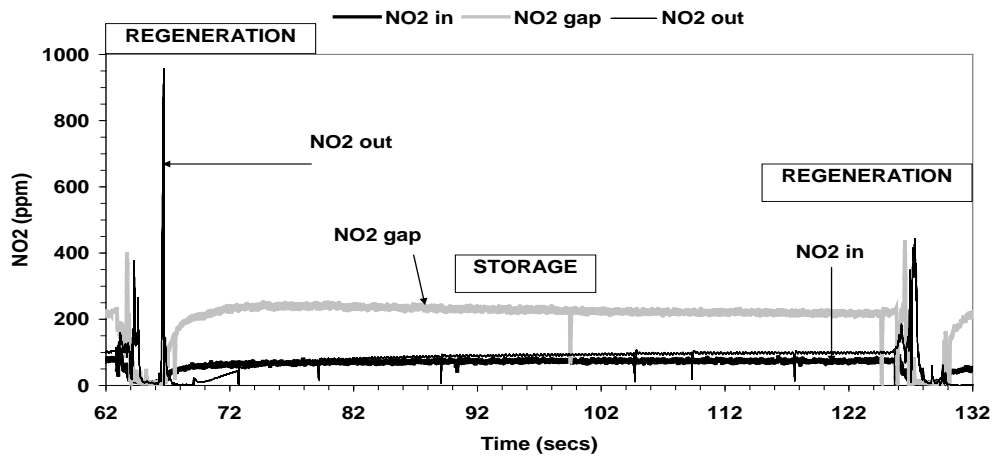 NO2 in NO2 gap NO2 out
REGENERATION
1000
800
600
400
200
0
NO2 (ppm)
NO2 out
REGENERATION
NO2 gap
STORAGE
NO2 in
62 72 82 92 102 112 122 132
Time (secs)